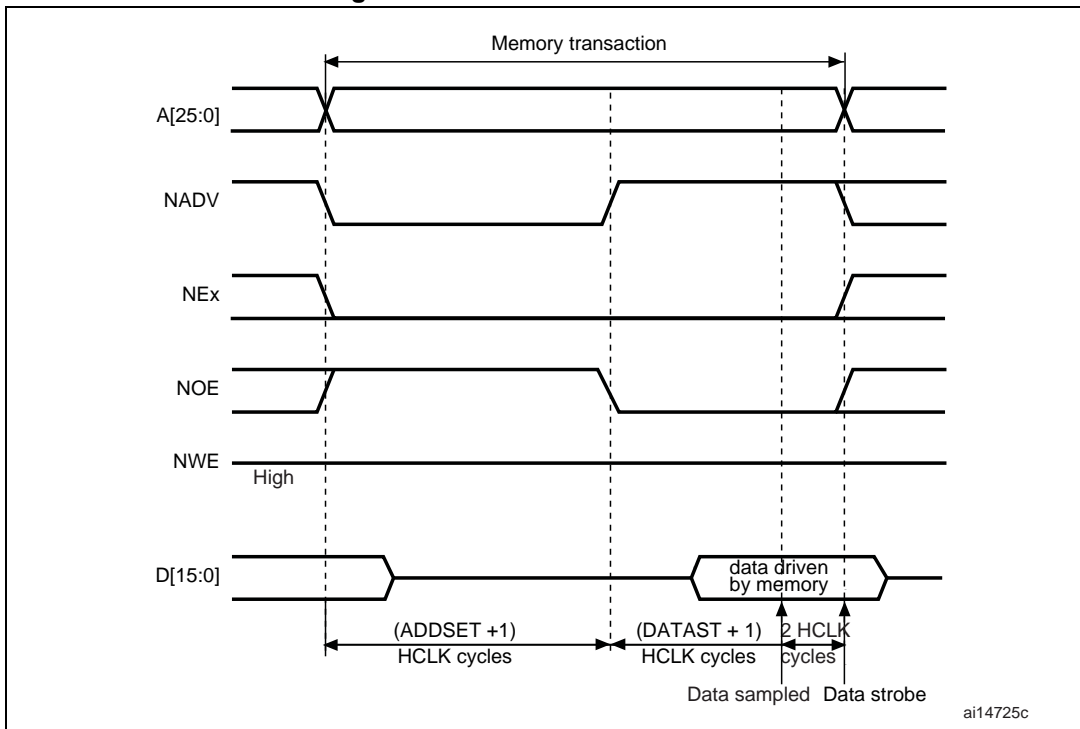 Memory transaction
A[25:0]
NADV
NEx
NOE
NWE
High
D[15:0]
data driven
by memory
(ADDSET +1)
HCLK cycles
(DATAST + 1)
HCLK cycles
2 HCLK
cycles
Data sampled
Data strobe
ai14725c